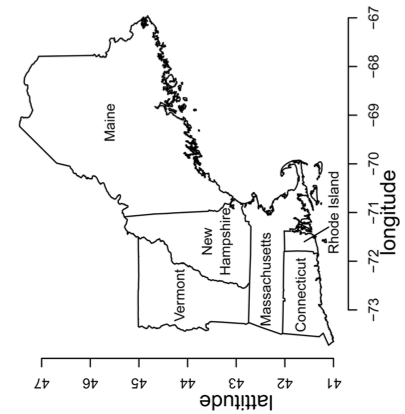 Maine
New
Hampshire
Vermont
Massachusetts
Connecticut
Rhode Island
−67
−68
−69
−70
−71
−72
−73
longitude
47
46
45
44
43
42
41
lattitude